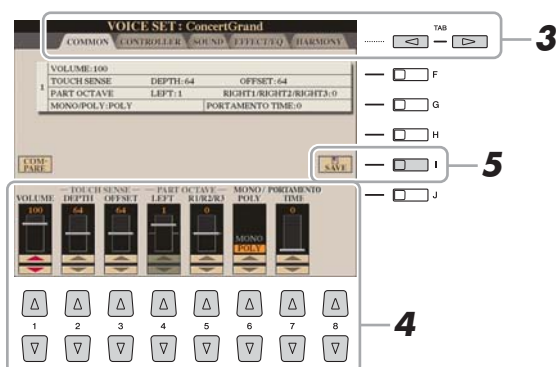 VOICE SET : ConcertGrand
COMMON CONTROLLER SOUND EFFECT/EQ HARMONY
TAB
3
VOLUME:100
1
TOUCH SENSE DEPTH:64 OFFSET:64
PART OCTAVE LEFT:1 RIGHT1/RIGHT2/RIGHT3:0
MONO/POLY:POLY PORTAMENTO TIME:0
F
G
H
COM-
PARE
SAVE
I
5
J
TOUCH SENSE PART OCTAVE MONO/ PORTAMENTO
VOLUME DEPTH OFFSET LEFT R1/R2/R3 POLY TIME
100 64 64 1 0 0
MONO
POLY
1 2 3 4 5 6 7 8
4